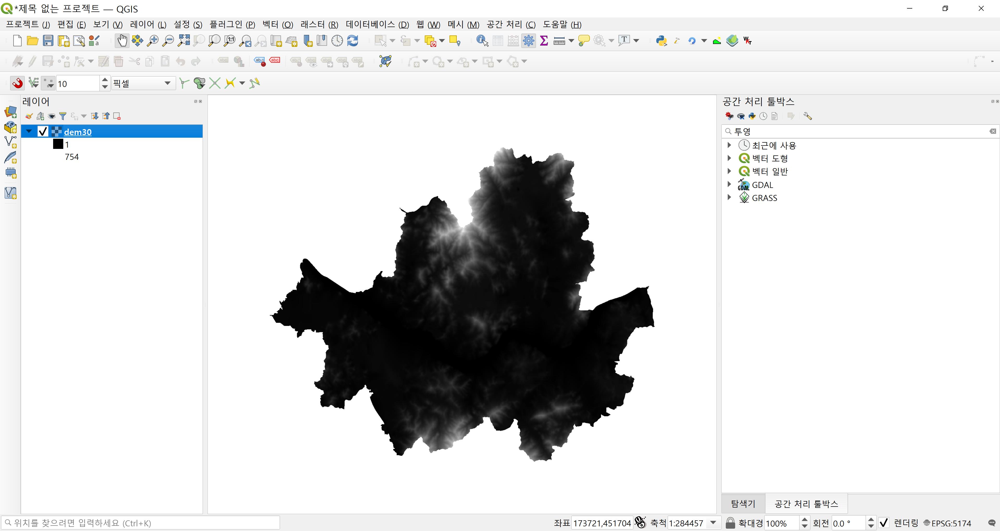 *제목 없는 프로젝트 — QGIS
프로젝트 (J) 편집 (E) 보기 (V) 레이어 (L) 설정 (S) 플러그인 (P) 벡터 (O) 래스터 (R) 데이터베이스 (D) 웹 (W) 메시 (M) 공간 처리 (C) 도움말 (H)
10 픽셀
레이어
dem30
1
754
공간 처리 툴박스
투영
최근에 사용
벡터 도형
벡터 일반
GDAL
GRASS
탐색기 공간 처리 툴박스
위치를 찾으려면 입력하세요 (Ctrl+K) 좌표 173721,451704 축척 1:284457 확대경 100% 회전 0.0 ° 렌더링 EPSG:5174